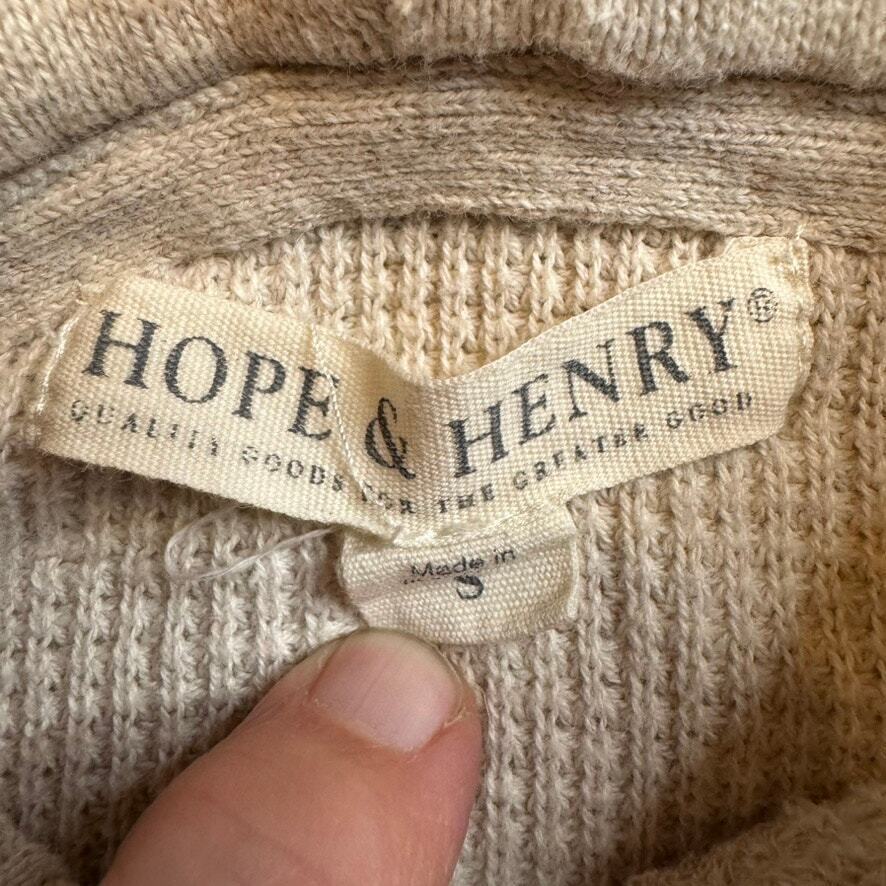 HOPE & HENRY®
QUALITY GOODS FOR THE GREATER GOOD
Made in
S